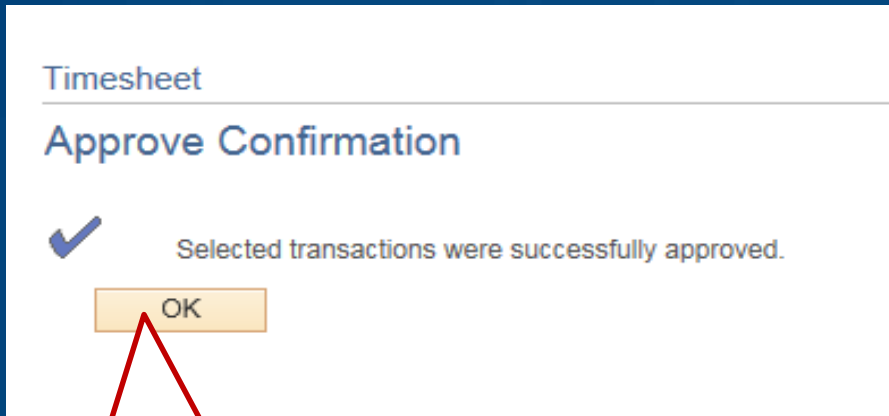 Timesheet
Approve Confirmation
Selected transactions were successfully approved.
OK